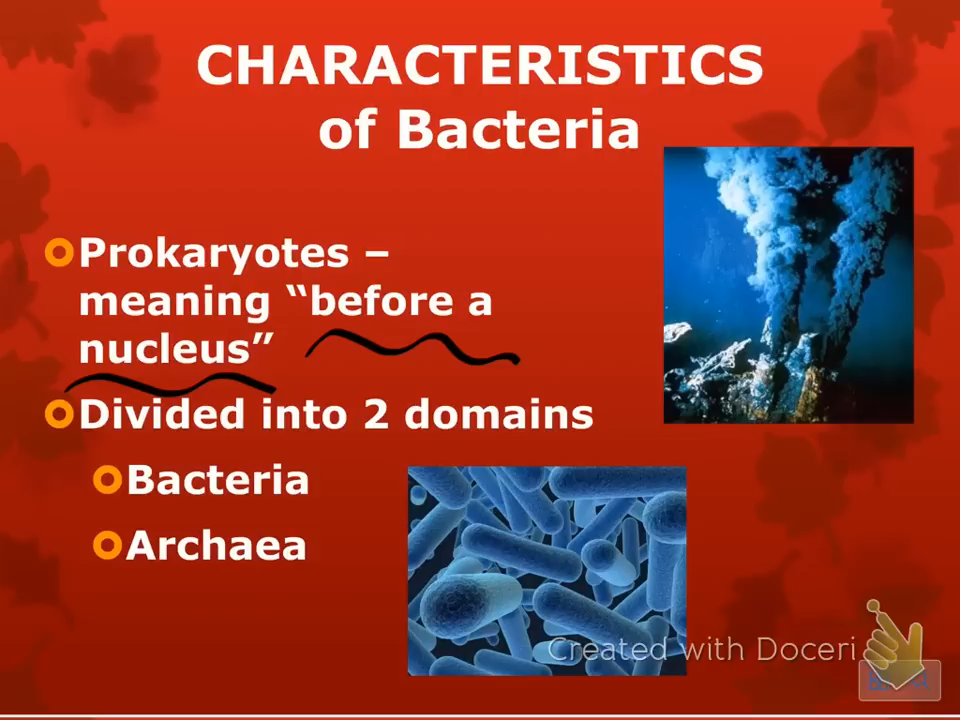 CHARACTERISTICS
of Bacteria
Prokaryotes –
meaning “before a
nucleus”
Divided into 2 domains
Bacteria
Archaea
Created with Doceri